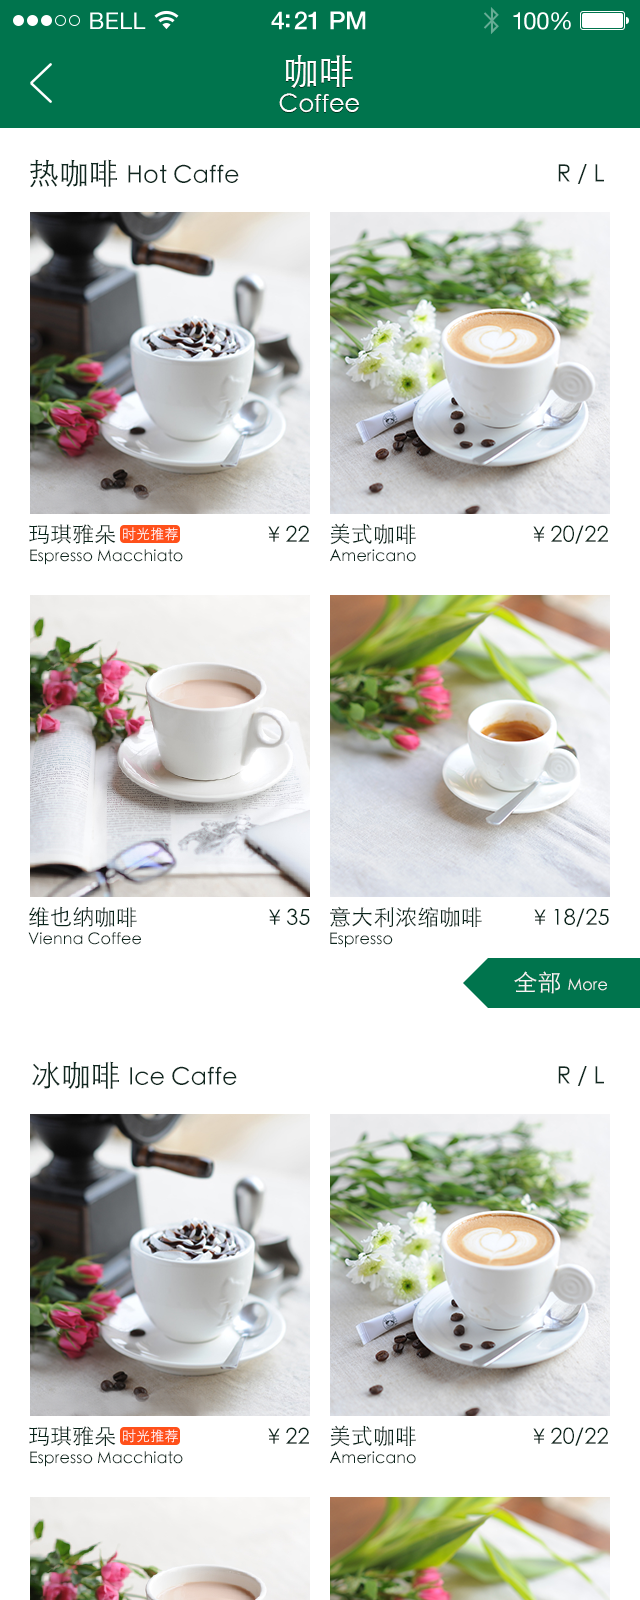 BELL 4:21 PM 100%
咖啡
Coffee
热咖啡 Hot Caffe R / L
玛琪雅朵 时光推荐 ¥ 22
Espresso Macchiato
美式咖啡 ¥ 20/22
Americano
维也纳咖啡 ¥ 35
Vienna Coffee
意大利浓缩咖啡 ¥ 18/25
Espresso
全部 More
冰咖啡 Ice Caffe R / L
玛琪雅朵 时光推荐 ¥ 22
Espresso Macchiato
美式咖啡 ¥ 20/22
Americano